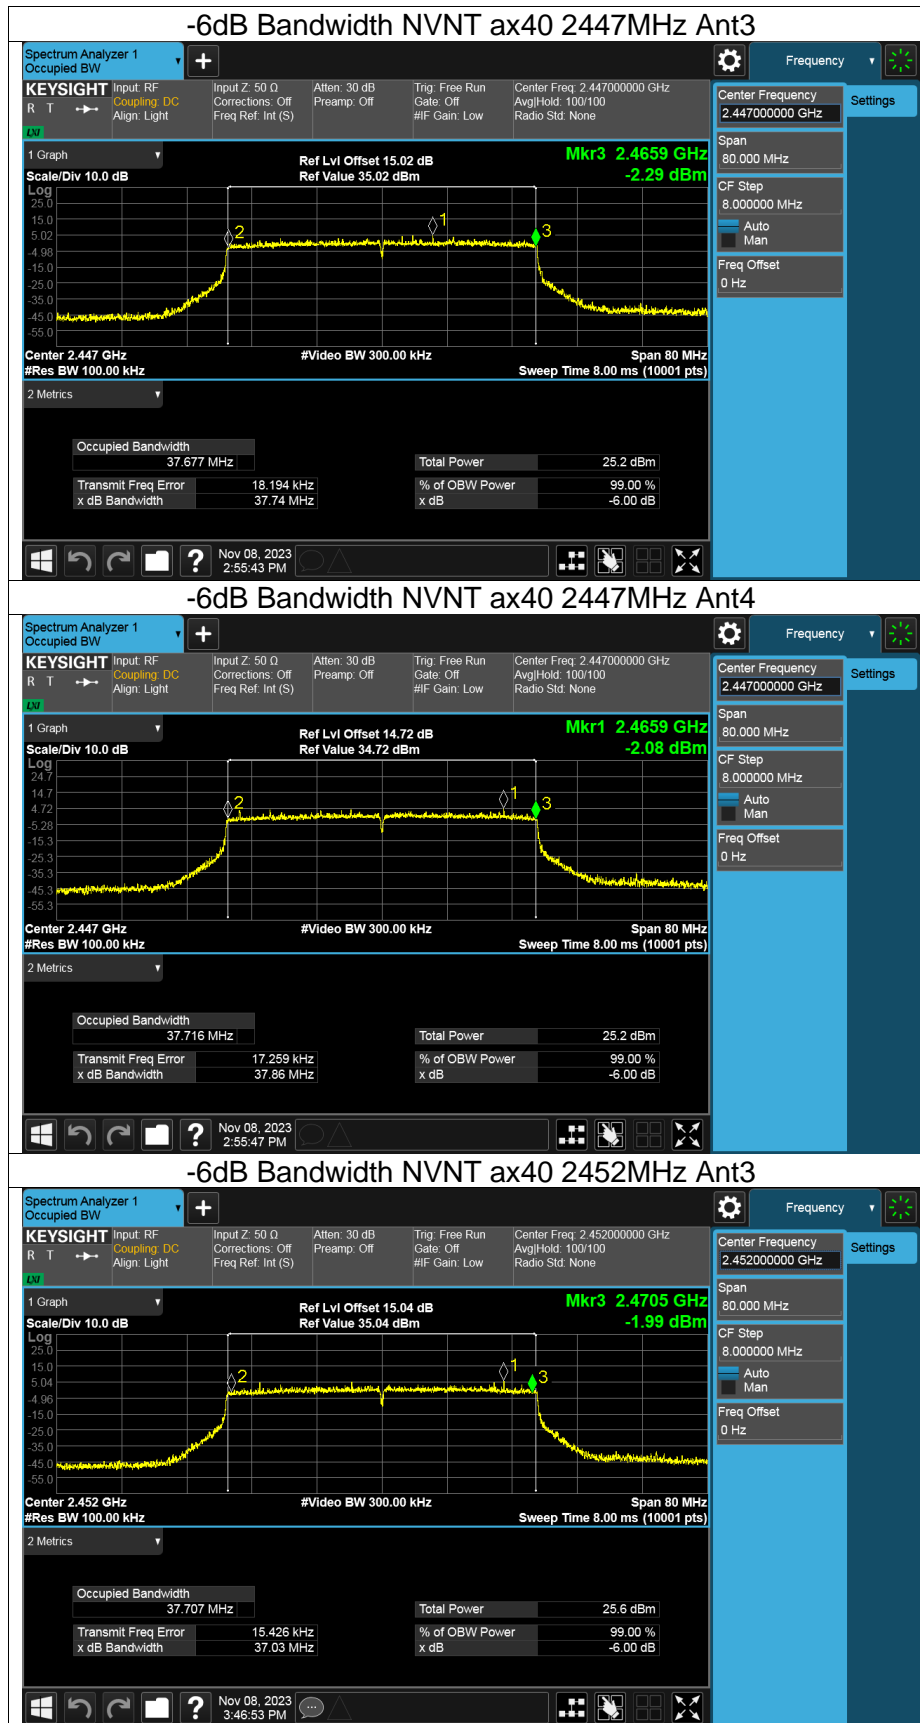 -6dB Bandwidth NVNT ax40 2447MHz Ant3
Spectrum Analyzer 1
Occupied BW
+
Frequency
KEYSIGHT
R T
LXI
Input: RF
Coupling: DC
Align: Light
Input Z: 50 Ω
Corrections: Off
Freq Ref: Int (S)
Atten: 30 dB
Preamp: Off
Trig: Free Run
Gate: Off
#IF Gain: Low
Center Freq: 2.447000000 GHz
Avg|Hold: 100/100
Radio Std: None
Center Frequency
2.447000000 GHz
Settings
Span
80.000 MHz
CF Step
8.000000 MHz
Auto
Man
Freq Offset
0 Hz
1 Graph
Scale/Div 10.0 dB
Ref Lvl Offset 15.02 dB
Ref Value 35.02 dBm
Mkr3 2.4659 GHz
-2.29 dBm
Log
25.0
15.0
5.02
-4.98
-15.0
-25.0
-35.0
-45.0
-55.0
2
1
3
Center 2.447 GHz
#Res BW 100.00 kHz
#Video BW 300.00 kHz
Span 80 MHz
Sweep Time 8.00 ms (10001 pts)
2 Metrics
Occupied Bandwidth
37.677 MHz
Total Power 25.2 dBm
Transmit Freq Error 18.194 kHz
% of OBW Power 99.00 %
x dB Bandwidth 37.74 MHz
x dB -6.00 dB
?
Nov 08, 2023
2:55:43 PM
-6dB Bandwidth NVNT ax40 2447MHz Ant4
Spectrum Analyzer 1
Occupied BW
+
Frequency
KEYSIGHT
R T
LXI
Input: RF
Coupling: DC
Align: Light
Input Z: 50 Ω
Corrections: Off
Freq Ref: Int (S)
Atten: 30 dB
Preamp: Off
Trig: Free Run
Gate: Off
#IF Gain: Low
Center Freq: 2.447000000 GHz
Avg|Hold: 100/100
Radio Std: None
Center Frequency
2.447000000 GHz
Settings
Span
80.000 MHz
CF Step
8.000000 MHz
Auto
Man
Freq Offset
0 Hz
1 Graph
Scale/Div 10.0 dB
Ref Lvl Offset 14.72 dB
Ref Value 34.72 dBm
Mkr1 2.4659 GHz
-2.08 dBm
Log
24.7
14.7
4.72
-5.28
-15.3
-25.3
-35.3
-45.3
-55.3
2
1
3
Center 2.447 GHz
#Res BW 100.00 kHz
#Video BW 300.00 kHz
Span 80 MHz
Sweep Time 8.00 ms (10001 pts)
2 Metrics
Occupied Bandwidth
37.716 MHz
Total Power 25.2 dBm
Transmit Freq Error 17.259 kHz
% of OBW Power 99.00 %
x dB Bandwidth 37.86 MHz
x dB -6.00 dB
?
Nov 08, 2023
2:55:47 PM
-6dB Bandwidth NVNT ax40 2452MHz Ant3
Spectrum Analyzer 1
Occupied BW
+
Frequency
KEYSIGHT
R T
LXI
Input: RF
Coupling: DC
Align: Light
Input Z: 50 Ω
Corrections: Off
Freq Ref: Int (S)
Atten: 30 dB
Preamp: Off
Trig: Free Run
Gate: Off
#IF Gain: Low
Center Freq: 2.452000000 GHz
Avg|Hold: 100/100
Radio Std: None
Center Frequency
2.452000000 GHz
Settings
Span
80.000 MHz
CF Step
8.000000 MHz
Auto
Man
Freq Offset
0 Hz
1 Graph
Scale/Div 10.0 dB
Ref Lvl Offset 15.04 dB
Ref Value 35.04 dBm
Mkr3 2.4705 GHz
-1.99 dBm
Log
25.0
15.0
5.04
-4.96
-15.0
-25.0
-35.0
-45.0
-55.0
2
1
3
Center 2.452 GHz
#Res BW 100.00 kHz
#Video BW 300.00 kHz
Span 80 MHz
Sweep Time 8.00 ms (10001 pts)
2 Metrics
Occupied Bandwidth
37.707 MHz
Total Power 25.6 dBm
Transmit Freq Error 15.426 kHz
% of OBW Power 99.00 %
x dB Bandwidth 37.03 MHz
x dB -6.00 dB
?
Nov 08, 2023
3:46:53 PM